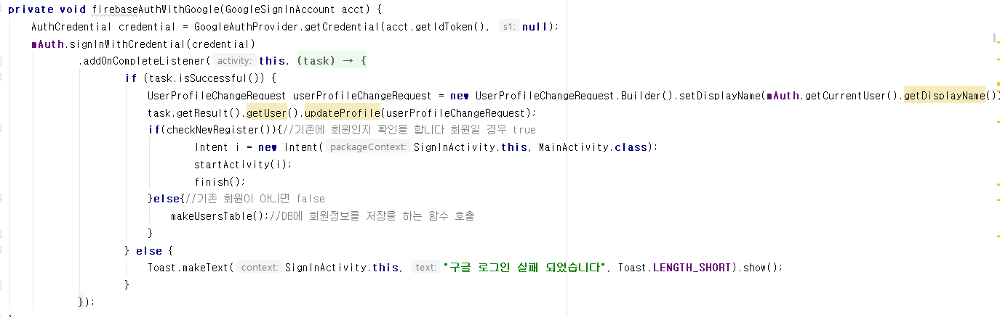 private void firebaseAuthWithGoogle(GoogleSignInAccount acct) {
AuthCredential credential = GoogleAuthProvider.getCredential(acct.getIdToken(), s1: null);
mAuth.signInWithCredential(credential)
.addOnCompleteListener( activity: this, (task) → {
if (task.isSuccessful()) {
UserProfileChangeRequest userProfileChangeRequest = new UserProfileChangeRequest.Builder().setDisplayName(mAuth.getCurrentUser().getDisplayName())
task.getResult().getUser().updateProfile(userProfileChangeRequest);
if(checkNewRegister()){//기존에 회원인지 확인을 합니다 회원일 경우 true
Intent i = new Intent( packageContext: SignInActivity.this, MainActivity.class);
startActivity(i);
finish();
}else{//기존 회원이 아니면 false
makeUsersTable();//DB에 회원정보를 저장을 하는 함수 호출
}
} else {
Toast.makeText( context: SignInActivity.this, text: "구글 로그인 실패 되었습니다", Toast.LENGTH_SHORT).show();
}
});
}